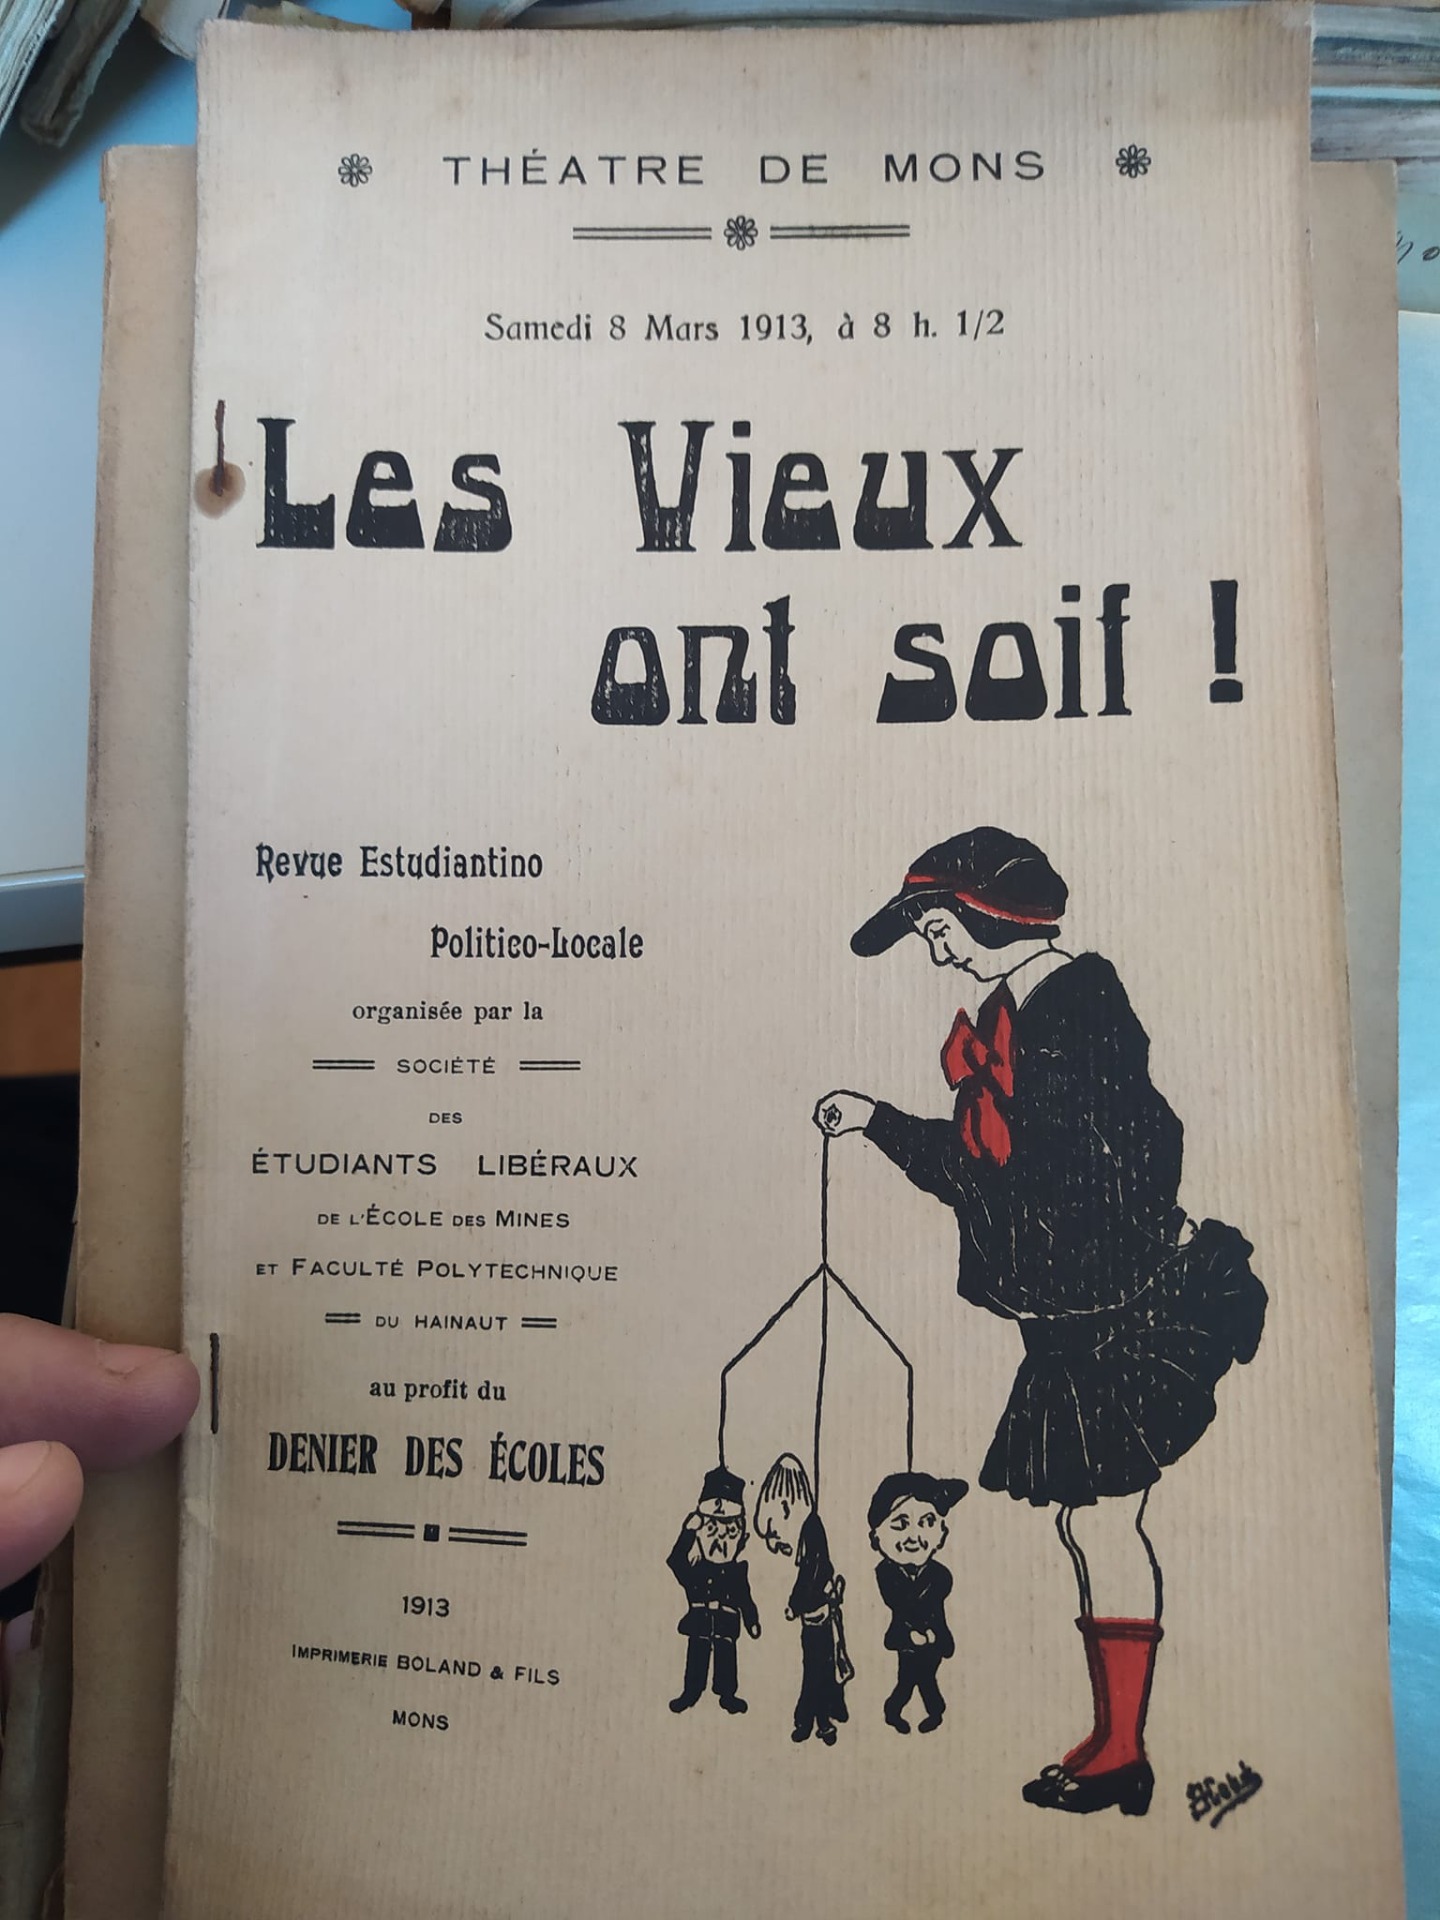 THÉATRE DE MONS
Samedi 8 Mars 1913, à 8 h. 1/2
Les Vieux
ont soif !
Revue Estudiantino
Politico-Locale
organisée par la
SOCIÉTÉ
DES
ÉTUDIANTS LIBÉRAUX
DE L'ÉCOLE DES MINES
ET FACULTÉ POLYTECHNIQUE
DU HAINAUT
au profit du
DENIER DES ÉCOLES
1913
IMPRIMERIE BOLAND & FILS
MONS
2